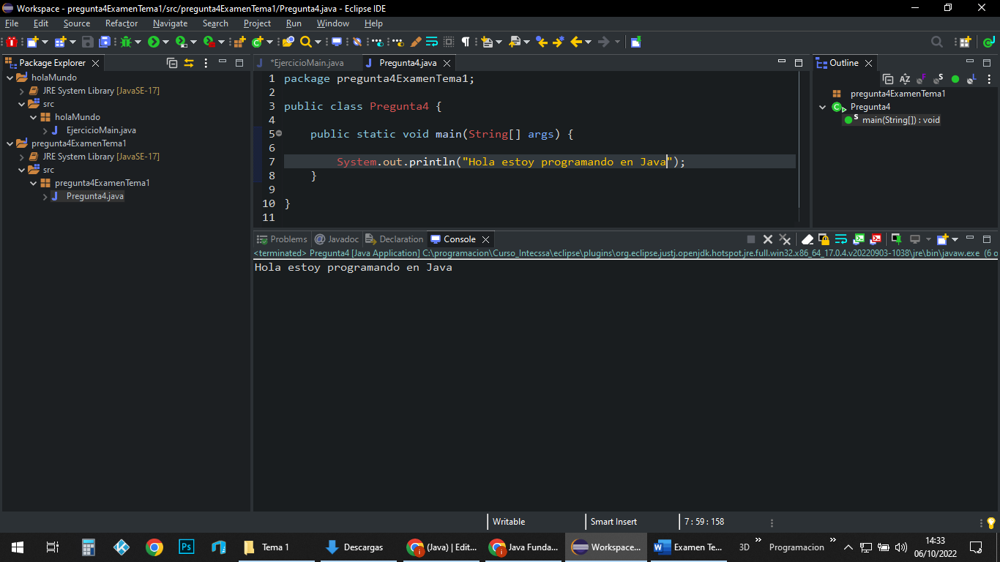 Workspace - pregunta4ExamenTema1/src/pregunta4ExamenTema1/Pregunta4.java - Eclipse IDE
File Edit Source Refactor Navigate Search Project Run Window Help
Package Explorer
holaMundo
JRE System Library [JavaSE-17]
src
holaMundo
EjercicioMain.java
pregunta4ExamenTema1
JRE System Library [JavaSE-17]
src
pregunta4ExamenTema1
Pregunta4.java
*EjercicioMain.java Pregunta4.java
1 package pregunta4ExamenTema1;
2
3 public class Pregunta4 {
4
5 public static void main(String[] args) {
6
7 System.out.println("Hola estoy programando en Java");
8 }
9
10 }
11
Outline
pregunta4ExamenTema1
Pregunta4
main(String[]) : void
Problems Javadoc Declaration Console
<terminated> Pregunta4 [Java Application] C:\programacion\Curso_Intecssa\eclipse\plugins\org.eclipse.justj.openjdk.hotspot.jre.full.win32.x86_64_17.0.4.v20220903-1038\jre\bin\javaw.exe (6 o
Hola estoy programando en Java
Writable Smart Insert 7 : 59 : 158
Tema 1 Descargas (Java) | Edit... Java Funda... Workspace... Examen Te... 3D Programacion 14:33
06/10/2022